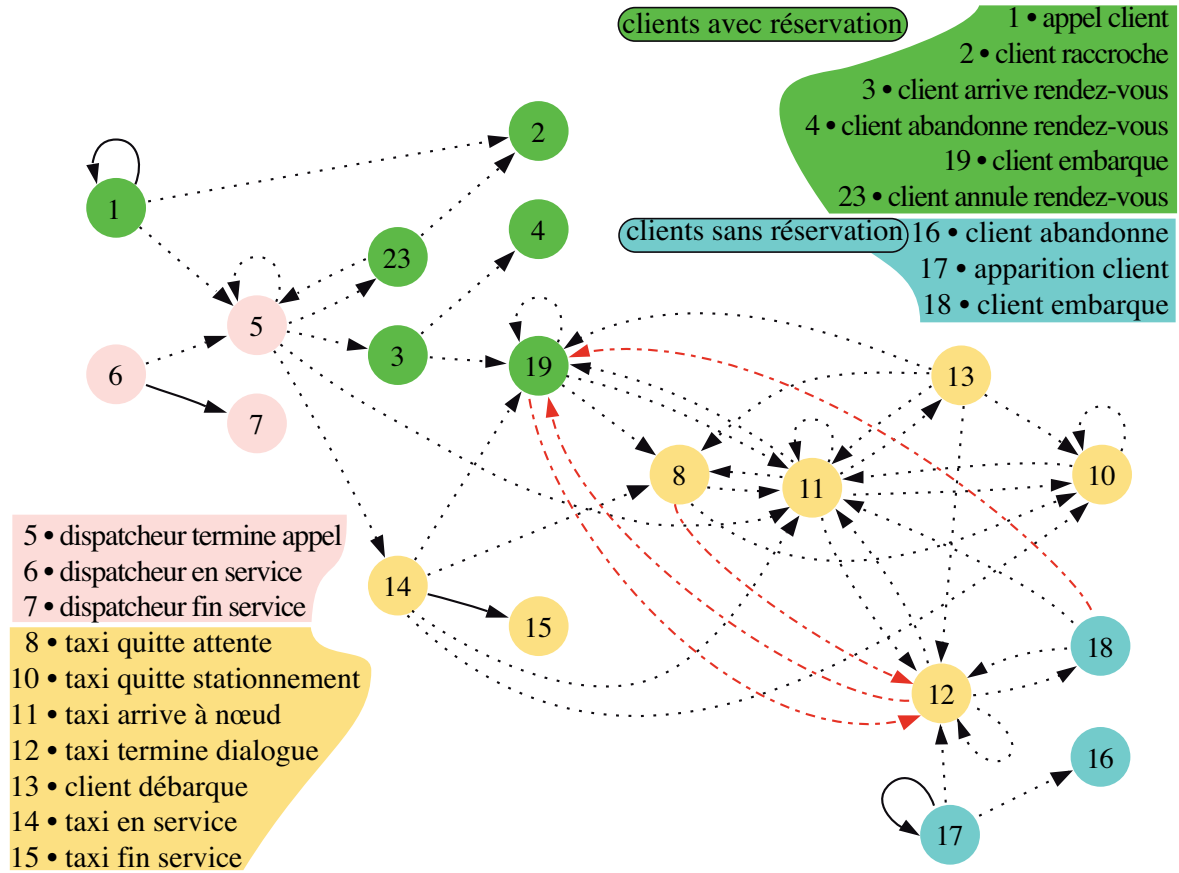 clients avec réservation
1 • appel client
2 • client raccroche
3 • client arrive rendez-vous
4 • client abandonne rendez-vous
19 • client embarque
23 • client annule rendez-vous
clients sans réservation
16 • client abandonne
17 • apparition client
18 • client embarque
2
1
4
23
5
3
19
6
13
7
8
11
10
14
15
18
12
16
17
5 • dispatcheur termine appel
6 • dispatcheur en service
7 • dispatcheur fin service
8 • taxi quitte attente
10 • taxi quitte stationnement
11 • taxi arrive à nœud
12 • taxi termine dialogue
13 • client débarque
14 • taxi en service
15 • taxi fin service